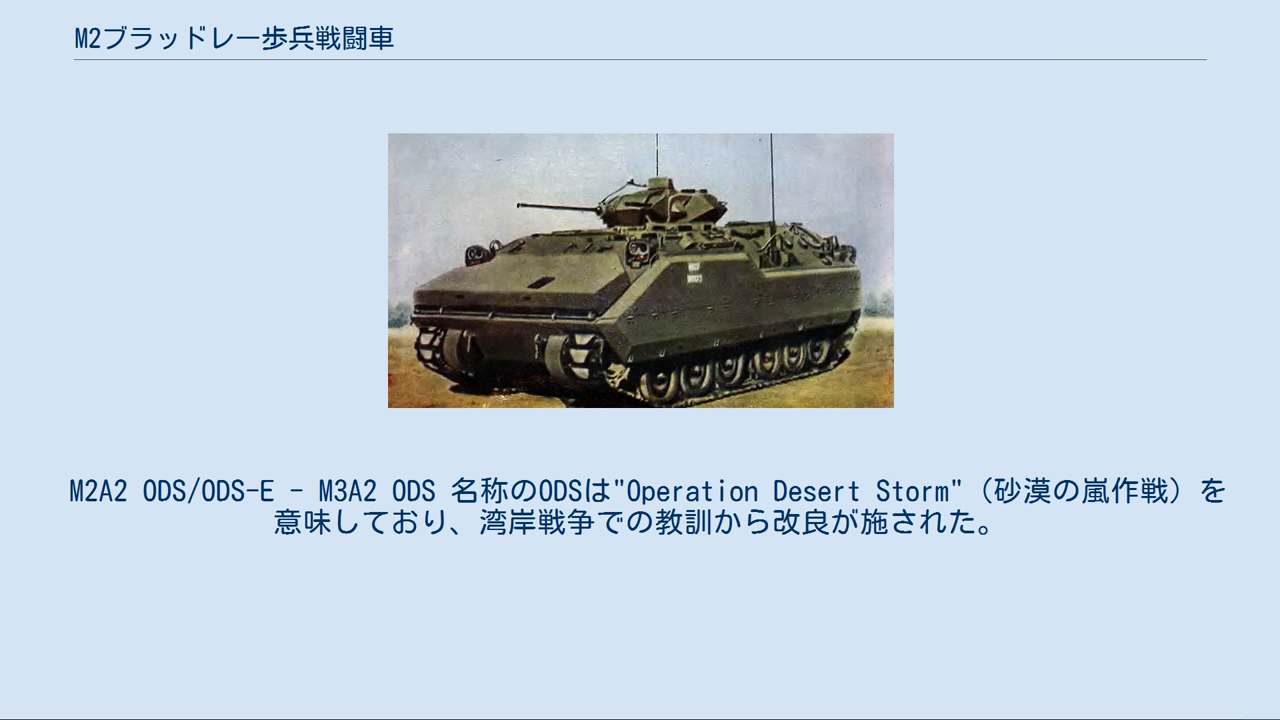 M2ブラッドレー歩兵戦闘車
M2A2 ODS/ODS-E - M3A2 ODS 名称のODSは"Operation Desert Storm"（砂漠の嵐作戦）を
意味しており、湾岸戦争での教訓から改良が施された。